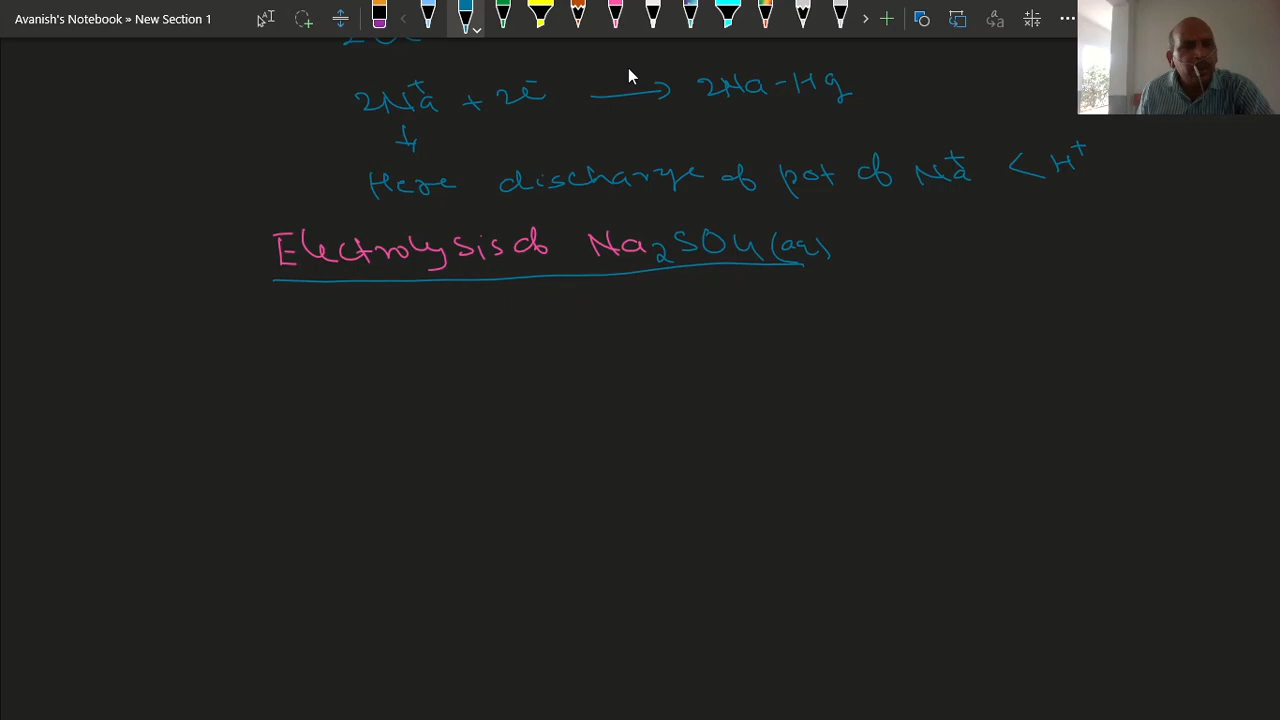 Avanish's Notebook » New Section 1
2Na⁺ + 2e⁻ → 2Na-Hg
↓
Here discharge of pot of Na⁺ < H⁺
Electrolysis of Na₂SO₄(aq)